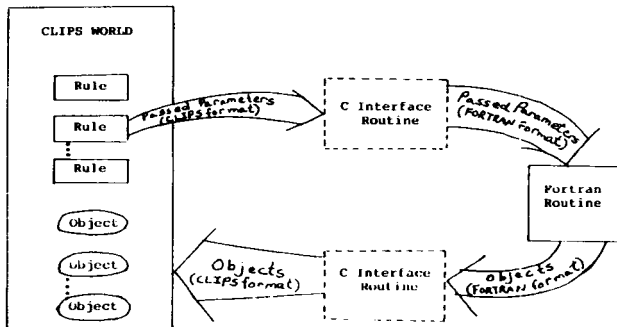 CLIPS WORLD
Rule
Rule
Rule
Object
Object
Object
Passed Parameters
(CLIPS format)
C Interface
Routine
Passed Parameters
(FORTRAN format)
Fortran
Routine
Objects
(FORTRAN format)
C Interface
Routine
Objects
(CLIPS format)